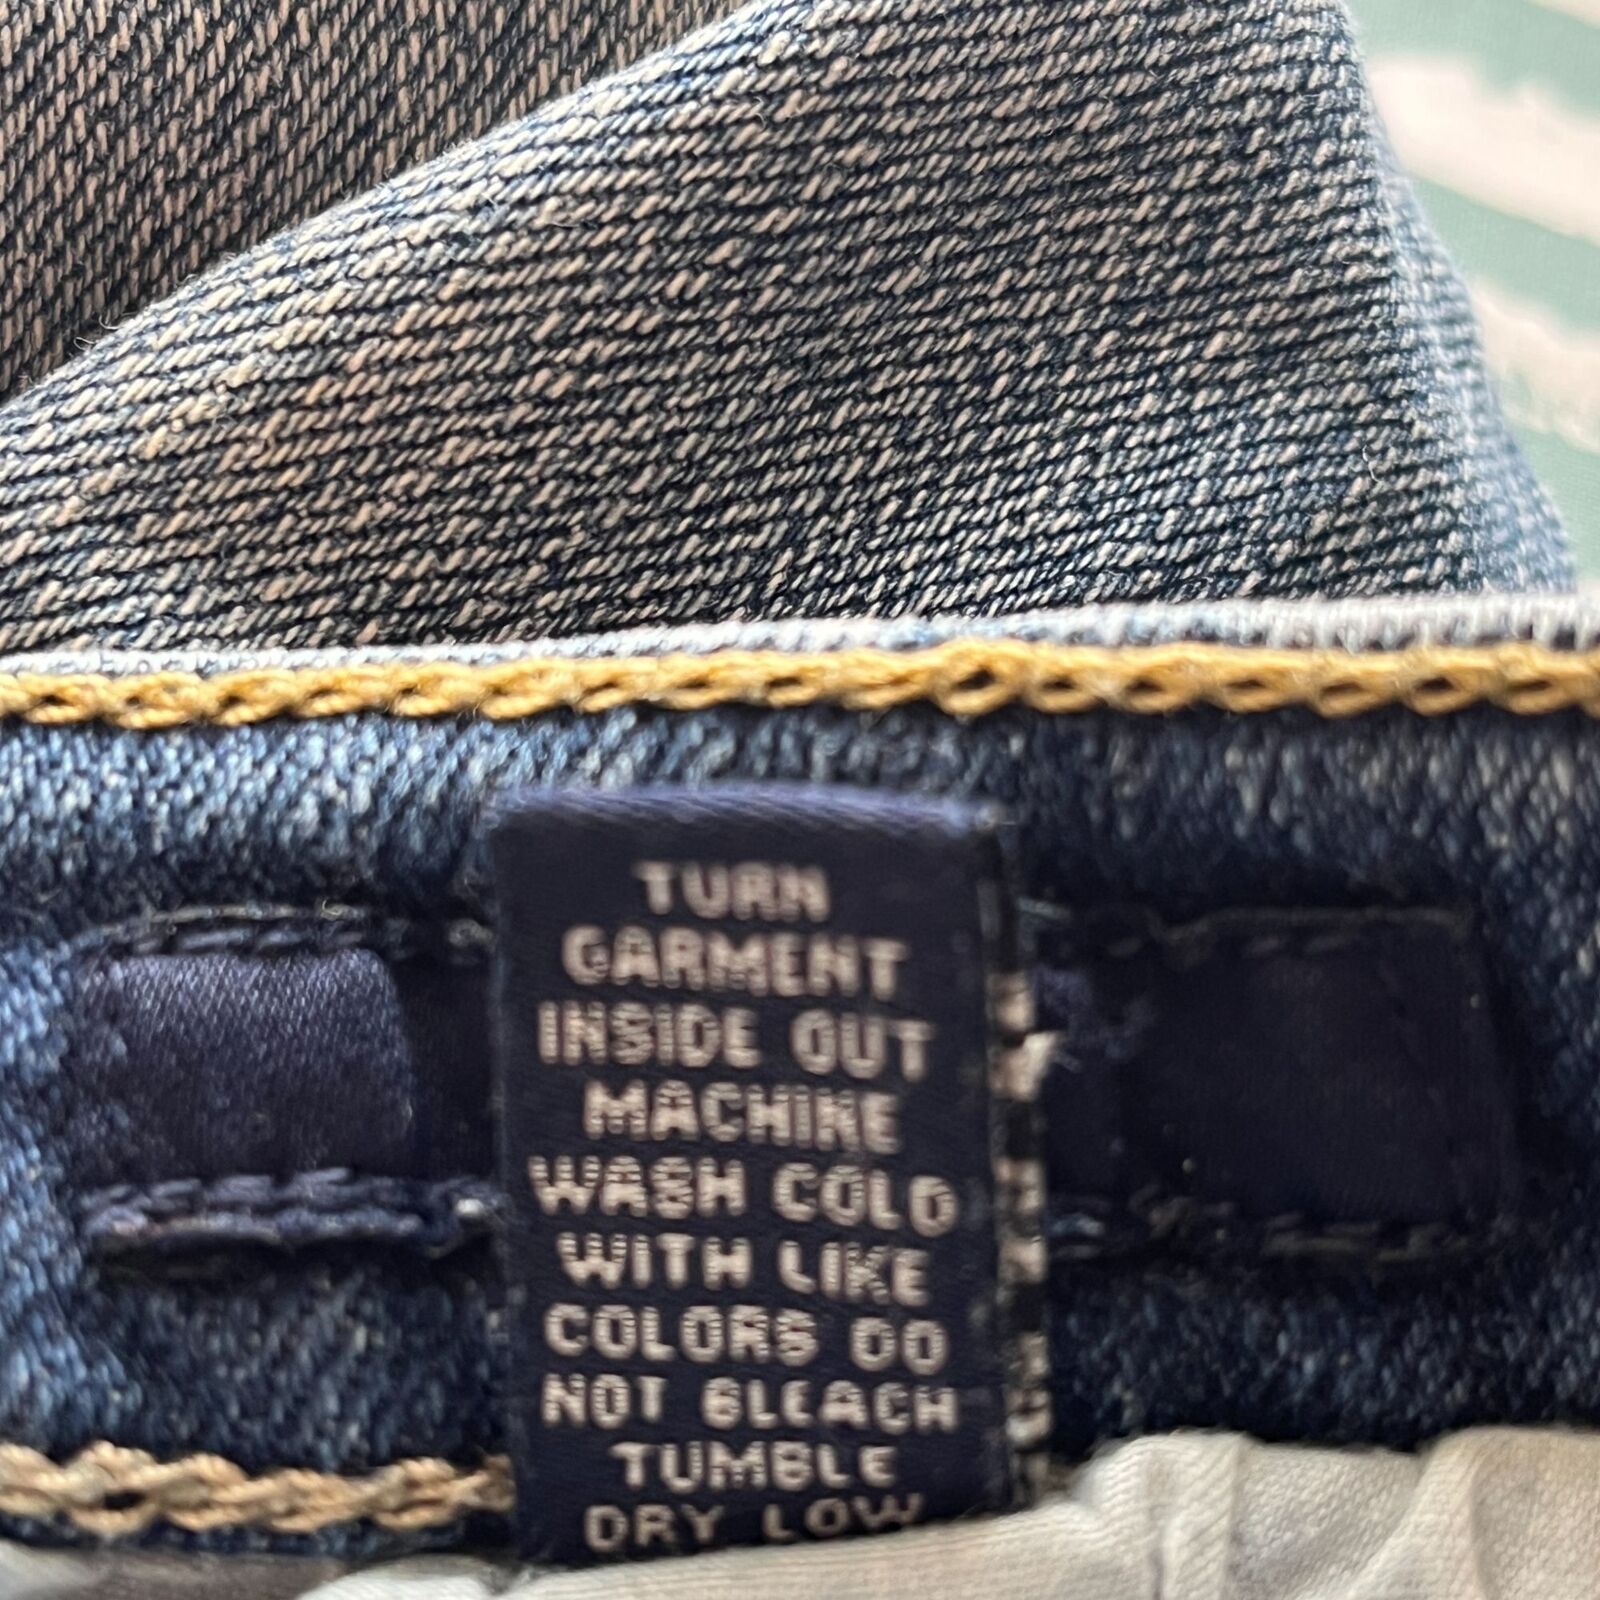 TURN
GARMENT
INSIDE OUT
MACHINE
WASH COLD
WITH LIKE
COLORS DO
NOT BLEACH
TUMBLE
DRY LOW